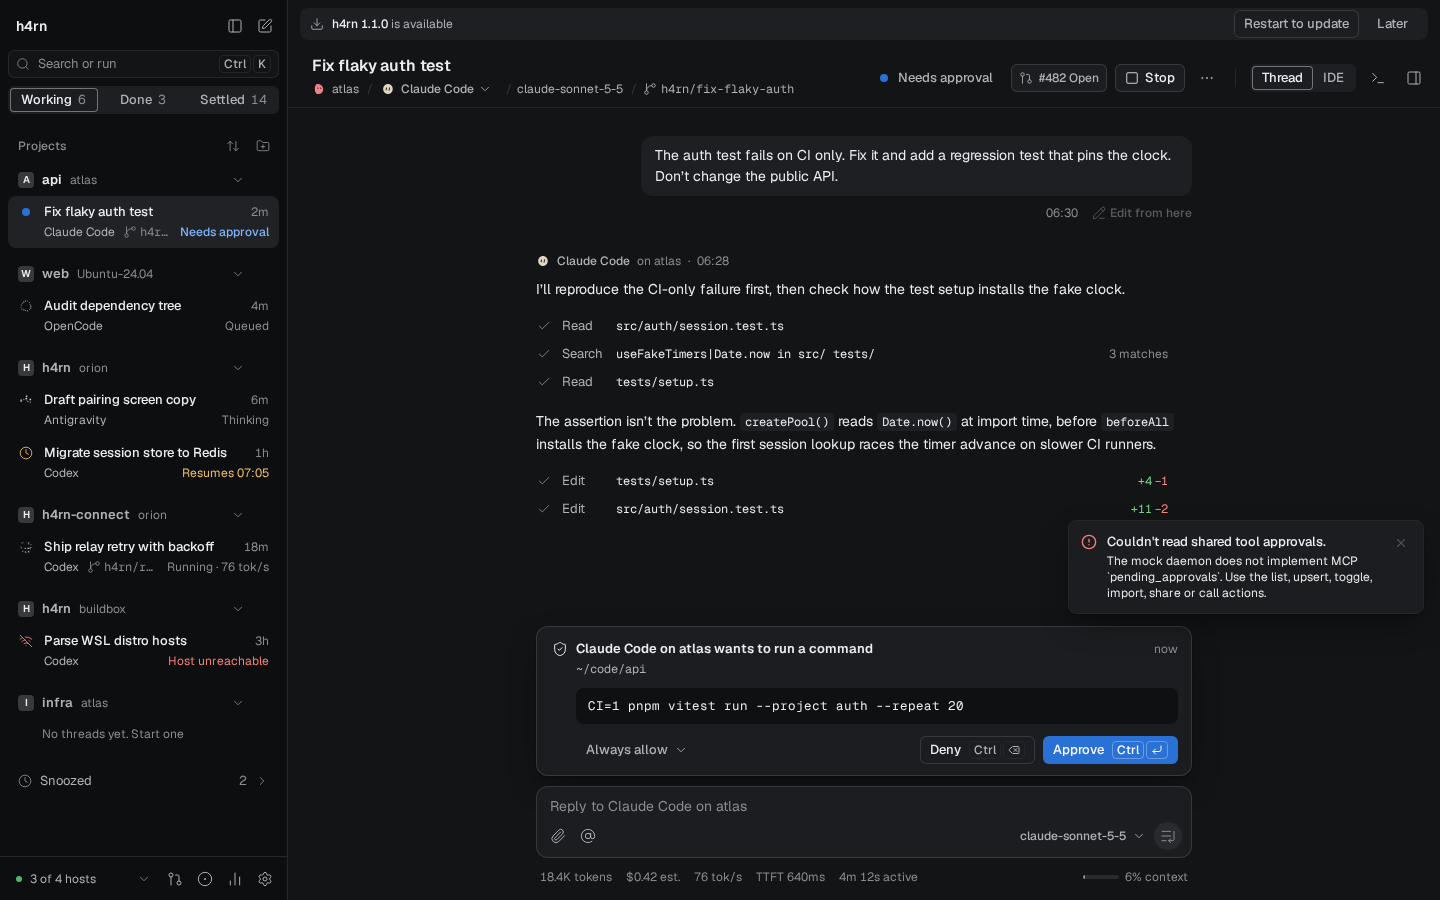 h4rn
Search or run
Ctrl K
Working 6
Done 3
Settled 14
Projects
A api atlas
Fix flaky auth test 2m
Claude Code h4r… Needs approval
W web Ubuntu-24.04
Audit dependency tree 4m
OpenCode Queued
H h4rn orion
Draft pairing screen copy 6m
Antigravity Thinking
Migrate session store to Redis 1h
Codex Resumes 07:05
H h4rn-connect orion
Ship relay retry with backoff 18m
Codex h4rn/r… Running · 76 tok/s
H h4rn buildbox
Parse WSL distro hosts 3h
Codex Host unreachable
I infra atlas
No threads yet. Start one
Snoozed 2
3 of 4 hosts
h4rn 1.1.0 is available
Restart to update
Later
Fix flaky auth test
atlas / Claude Code / claude-sonnet-5-5 / h4rn/fix-flaky-auth
Needs approval
#482 Open
Stop
Thread
IDE
The auth test fails on CI only. Fix it and add a regression test that pins the clock.
Don’t change the public API.
06:30 Edit from here
Claude Code on atlas · 06:28
I’ll reproduce the CI-only failure first, then check how the test setup installs the fake clock.
Read src/auth/session.test.ts
Search useFakeTimers|Date.now in src/ tests/ 3 matches
Read tests/setup.ts
The assertion isn’t the problem. createPool() reads Date.now() at import time, before beforeAll
installs the fake clock, so the first session lookup races the timer advance on slower CI runners.
Edit tests/setup.ts +4 −1
Edit src/auth/session.test.ts +11 −2
Couldn't read shared tool approvals.
The mock daemon does not implement MCP
`pending_approvals`. Use the list, upsert, toggle,
import, share or call actions.
Claude Code on atlas wants to run a command now
~/code/api
CI=1 pnpm vitest run --project auth --repeat 20
Always allow
Deny Ctrl
Approve Ctrl
Reply to Claude Code on atlas
claude-sonnet-5-5
18.4K tokens $0.42 est. 76 tok/s TTFT 640ms 4m 12s active
6% context